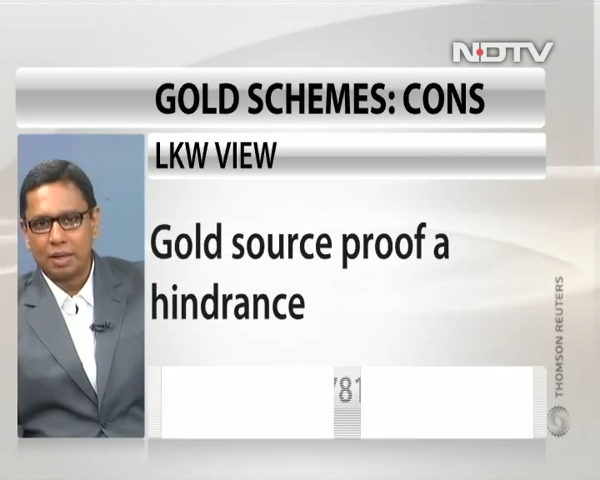 NDTV
GOLD SCHEMES: CONS
LKW VIEW
Gold source proof a
hindrance
THOMSON REUTERS